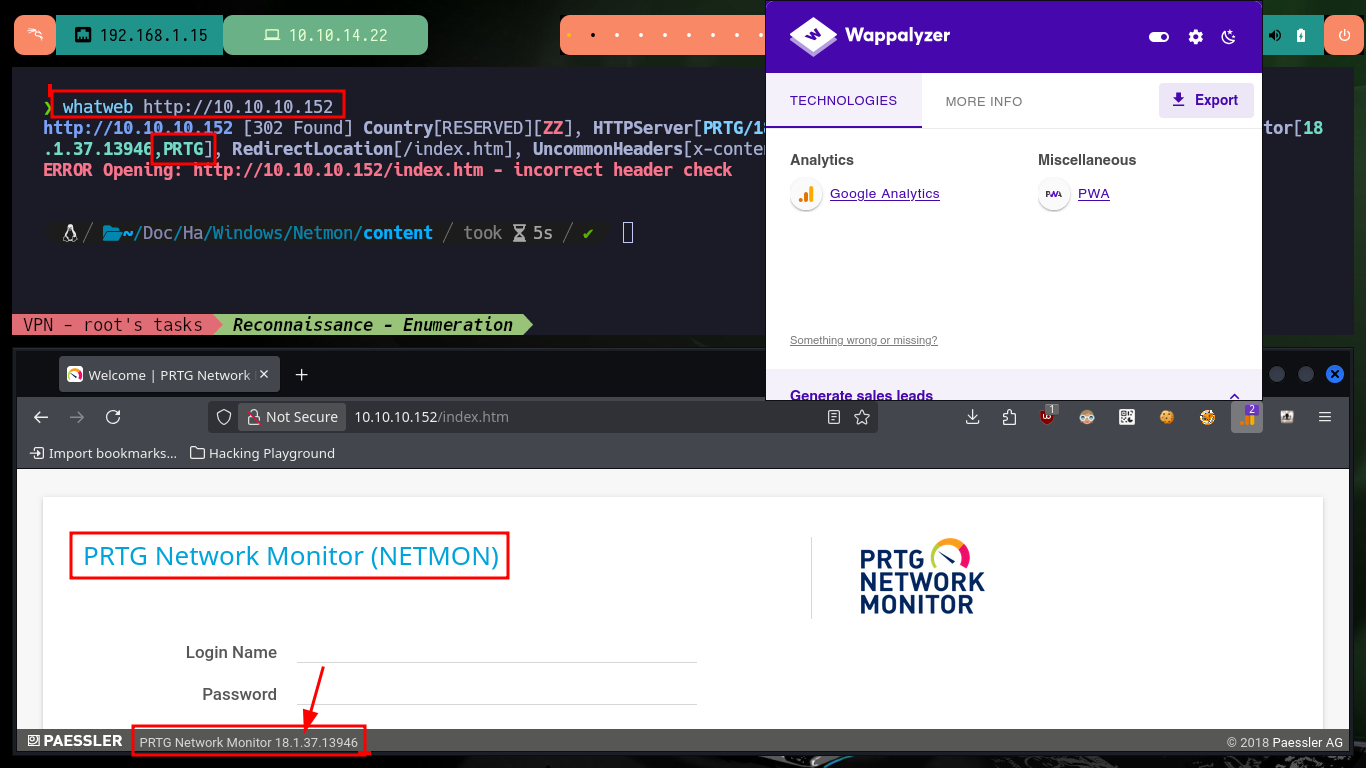 192.168.1.15
10.10.14.22
❯ whatweb http://10.10.10.152
http://10.10.10.152 [302 Found] Country[RESERVED][ZZ], HTTPServer[PRTG/18
tor[18
.1.37.13946,PRTG], RedirectLocation[/index.htm], UncommonHeaders[x-conten
ERROR Opening: http://10.10.10.152/index.htm - incorrect header check
/ ~/Doc/Ha/Windows/Netmon/content / took 5s / ✔
VPN - root's tasks
Reconnaissance - Enumeration
Wappalyzer
TECHNOLOGIES
MORE INFO
Export
Analytics
Miscellaneous
Google Analytics
PWA
PWA
Something wrong or missing?
Generate sales leads
Welcome | PRTG Network
Not Secure
10.10.10.152/index.htm
1
2
Import bookmarks...
Hacking Playground
PRTG Network Monitor (NETMON)
PRTG
NETWORK
MONITOR
Login Name
Password
PAESSLER
PRTG Network Monitor 18.1.37.13946
© 2018 Paessler AG